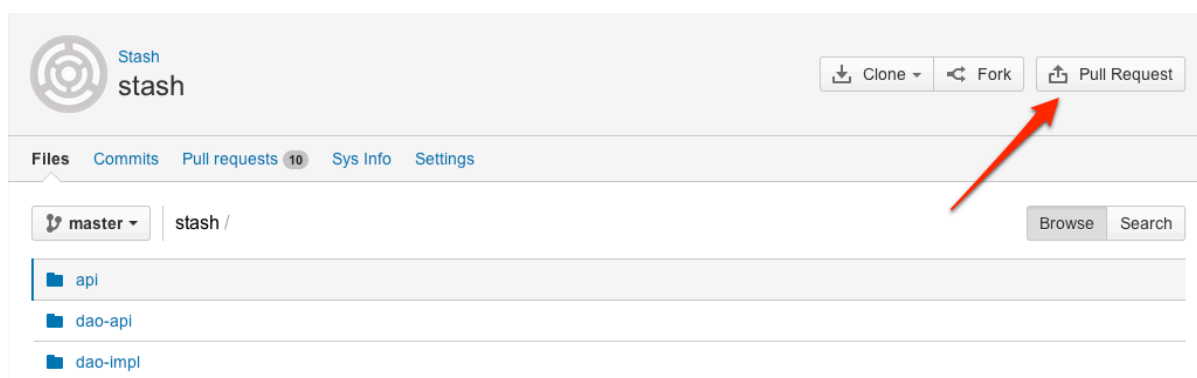 Stash
stash
Clone Fork Pull Request
Files Commits Pull requests 10 Sys Info Settings
master stash / Browse Search
api
dao-api
dao-impl